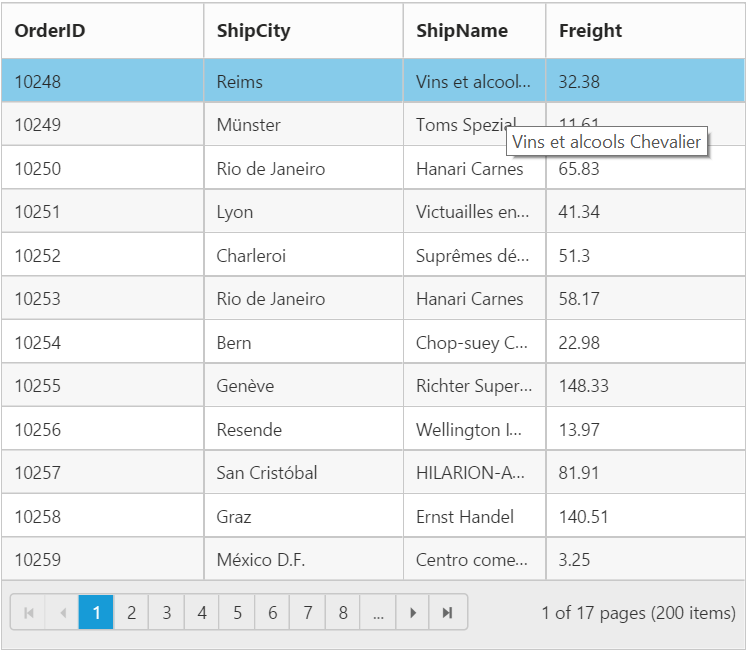 OrderID ShipCity ShipName Freight
10248 Reims Vins et alcool... 32.38
10249 Münster Toms Spezial 11.61
Vins et alcools Chevalier
10250 Rio de Janeiro Hanari Carnes 65.83
10251 Lyon Victuailles en... 41.34
10252 Charleroi Suprêmes dé... 51.3
10253 Rio de Janeiro Hanari Carnes 58.17
10254 Bern Chop-suey C... 22.98
10255 Genève Richter Super... 148.33
10256 Resende Wellington I... 13.97
10257 San Cristóbal HILARION-A... 81.91
10258 Graz Ernst Handel 140.51
10259 México D.F. Centro come... 3.25
1 2 3 4 5 6 7 8 ... 1 of 17 pages (200 items)